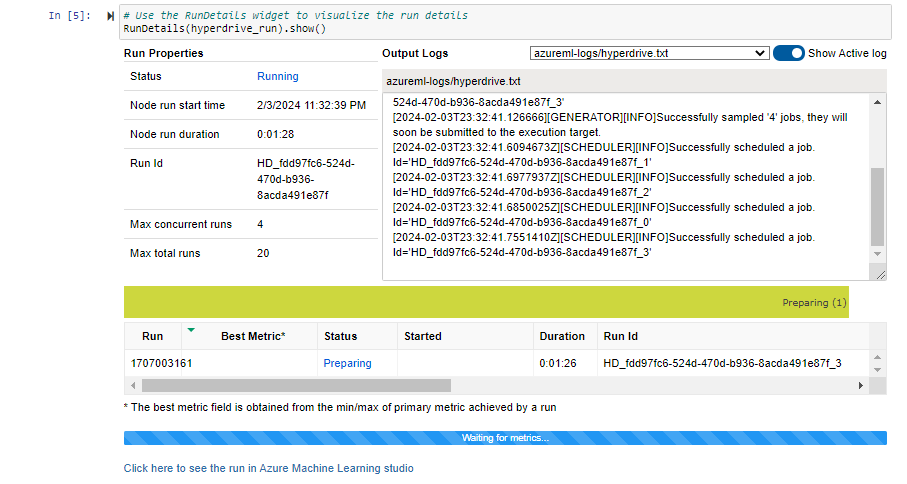 In [5]:
# Use the RunDetails widget to visualize the run details
RunDetails(hyperdrive_run).show()
Run Properties
Status Running
Node run start time 2/3/2024 11:32:39 PM
Node run duration 0:01:28
Run Id HD_fdd97fc6-524d-
470d-b936-
8acda491e87f
Max concurrent runs 4
Max total runs 20
Output Logs azureml-logs/hyperdrive.txt Show Active log
azureml-logs/hyperdrive.txt
524d-470d-b936-8acda491e87f_3'
[2024-02-03T23:32:41.126666][GENERATOR][INFO]Successfully sampled '4' jobs, they will
soon be submitted to the execution target.
[2024-02-03T23:32:41.6094673Z][SCHEDULER][INFO]Successfully scheduled a job.
Id='HD_fdd97fc6-524d-470d-b936-8acda491e87f_1'
[2024-02-03T23:32:41.6977937Z][SCHEDULER][INFO]Successfully scheduled a job.
Id='HD_fdd97fc6-524d-470d-b936-8acda491e87f_2'
[2024-02-03T23:32:41.6850025Z][SCHEDULER][INFO]Successfully scheduled a job.
Id='HD_fdd97fc6-524d-470d-b936-8acda491e87f_0'
[2024-02-03T23:32:41.7551410Z][SCHEDULER][INFO]Successfully scheduled a job.
Id='HD_fdd97fc6-524d-470d-b936-8acda491e87f_3'
Preparing (1)
Run Best Metric* Status Started Duration Run Id
1707003161 Preparing 0:01:26 HD_fdd97fc6-524d-470d-b936-8acda491e87f_3
* The best metric field is obtained from the min/max of primary metric achieved by a run
Waiting for metrics...
Click here to see the run in Azure Machine Learning studio